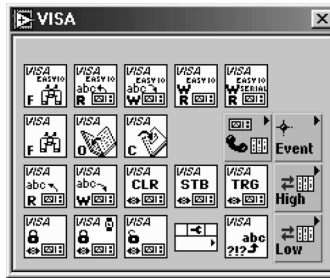 VISA
VISA VISA VISA VISA VISA
EASY IO EASY IO EASY IO EASY IO EASY IO
abc abc W W SERIAL
F R W R R
VISA VISA VISA
F O C Event
VISA VISA VISA VISA VISA
abc abc CLR STB TRG
R W High
VISA VISA VISA VISA
abc
?!? Low